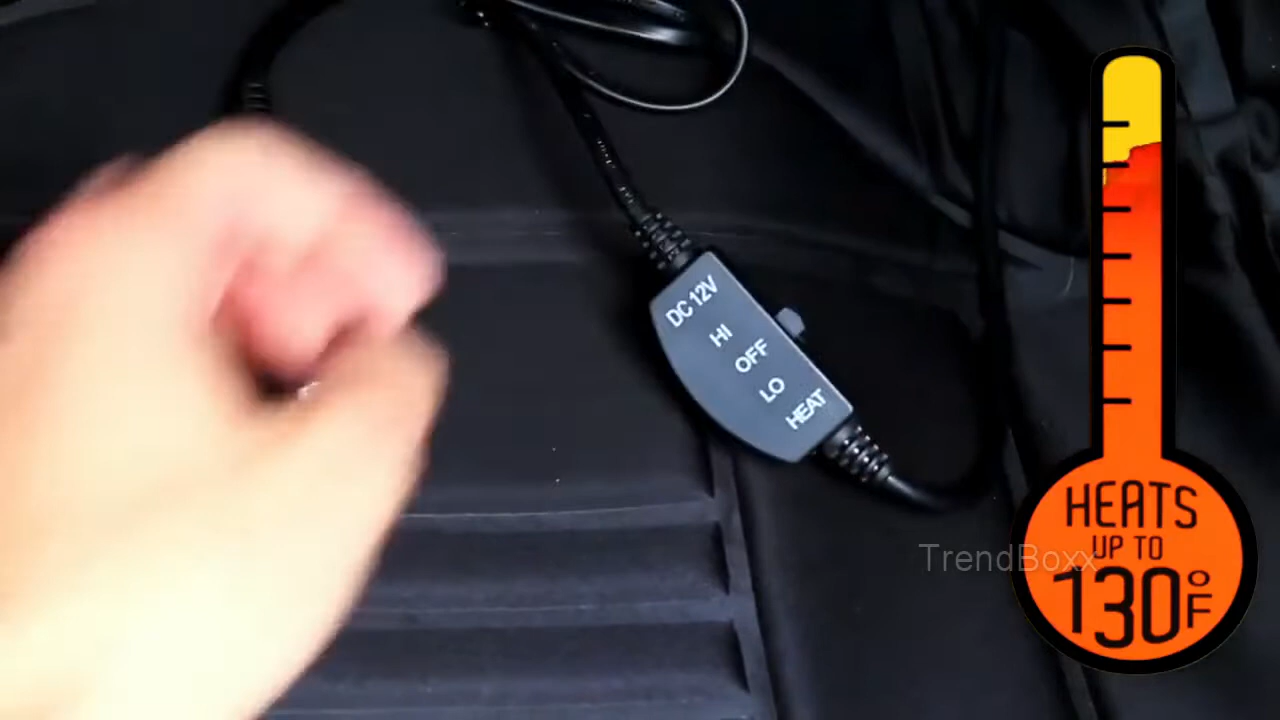 DC 12V
HI
OFF
LO
HEAT
HEATS
UP TO
130°F
TrendBoxx